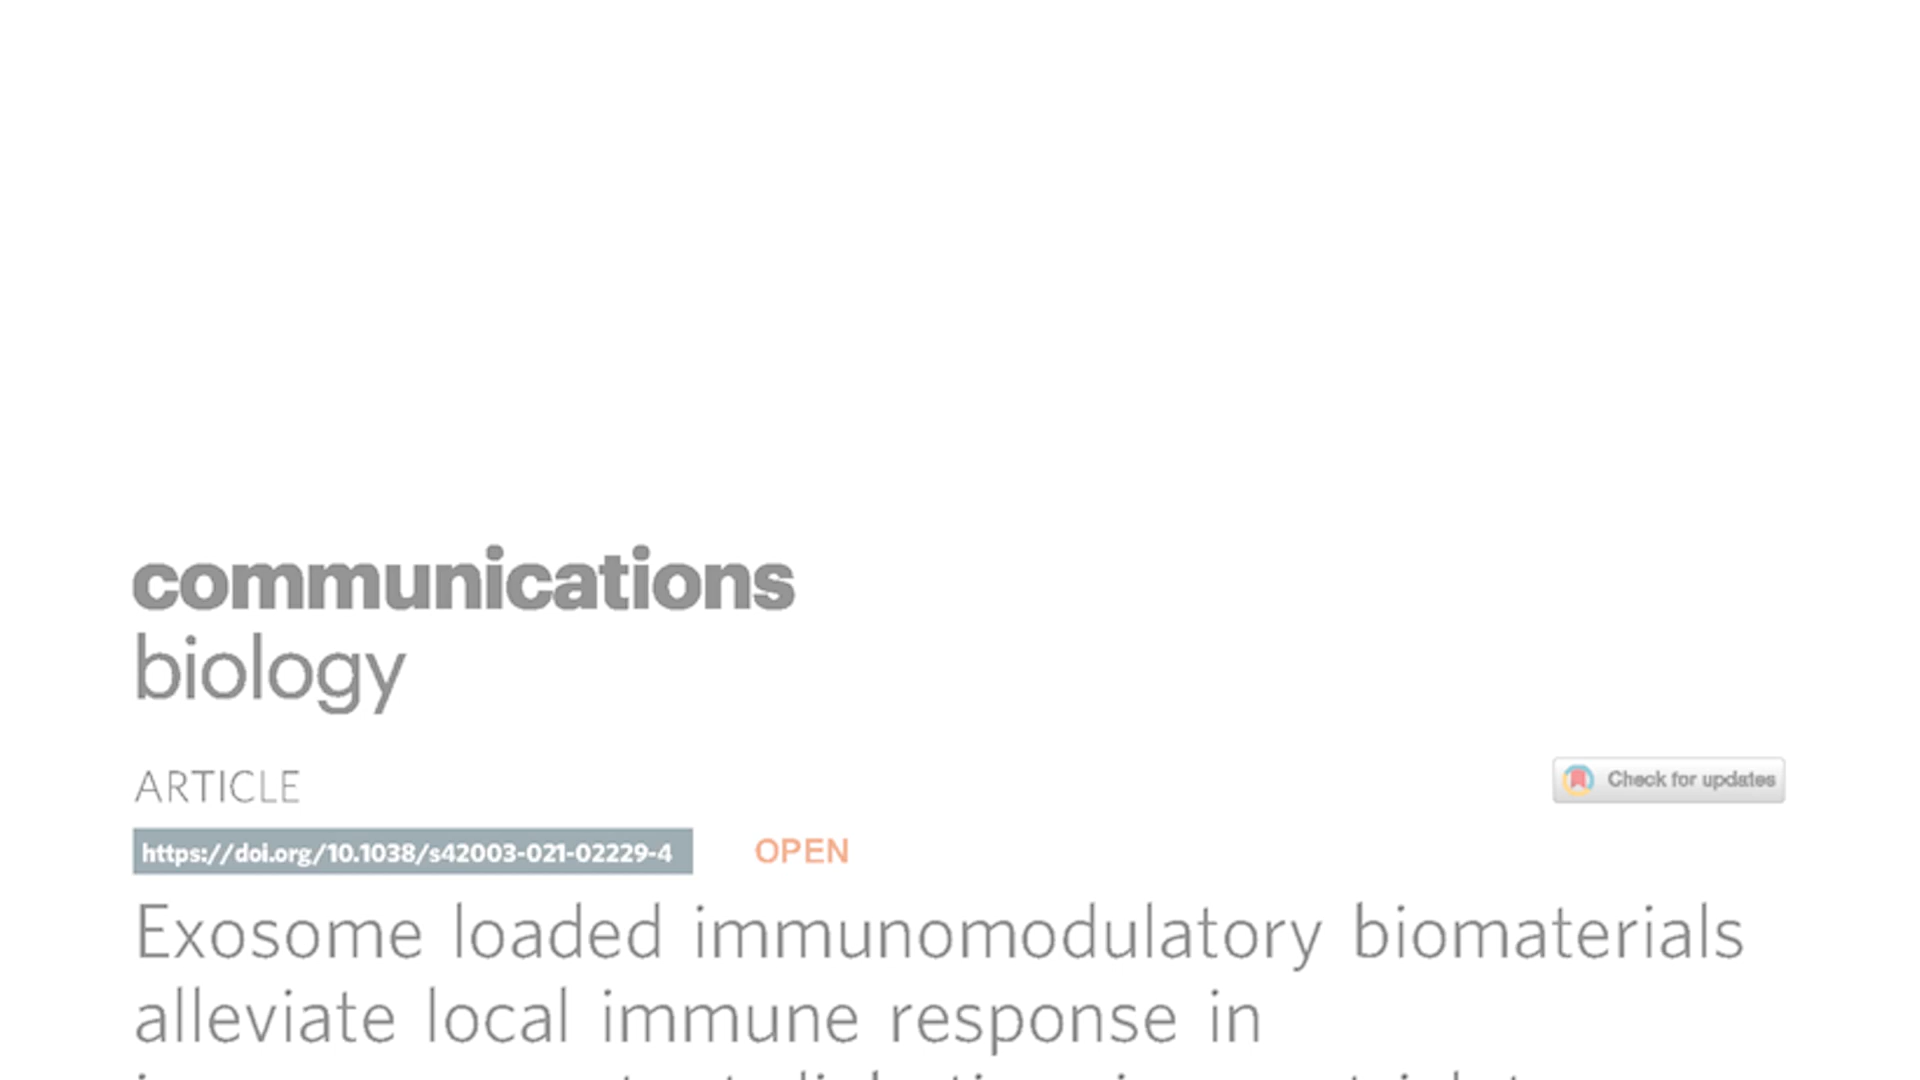 communications
biology
ARTICLE
Check for updates
https://doi.org/10.1038/s42003-021-02229-4
OPEN
Exosome loaded immunomodulatory biomaterials
alleviate local immune response in